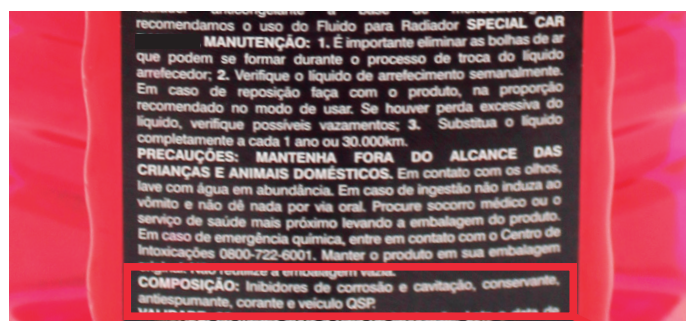 recomendamos o uso do Fluido para Radiador SPECIAL CAR
MANUTENÇÃO: 1. É importante eliminar as bolhas de ar
que podem se formar durante o processo de troca do líquido
arrefecedor; 2. Verifique o líquido de arrefecimento semanalmente.
Em caso de reposição faça com o produto, na proporção
recomendado no modo de usar. Se houver perda excessiva do
líquido, verifique possíveis vazamentos; 3. Substitua o líquido
completamente a cada 1 ano ou 30.000km.
PRECAUÇÕES: MANTENHA FORA DO ALCANCE DAS
CRIANÇAS E ANIMAIS DOMÉSTICOS. Em contato com os olhos,
lave com água em abundância. Em caso de ingestão não induza ao
vômito e não dê nada por via oral. Procure socorro médico ou o
serviço de saúde mais próximo levando a embalagem do produto.
Em caso de emergência química, entre em contato com o Centro de
Intoxicações 0800-722-6001. Manter o produto em sua embalagem
original. Não reutilize a embalagem vazia.
COMPOSIÇÃO: Inibidores de corrosão e cavitação, conservante,
antiespumante, corante e veículo QSP.